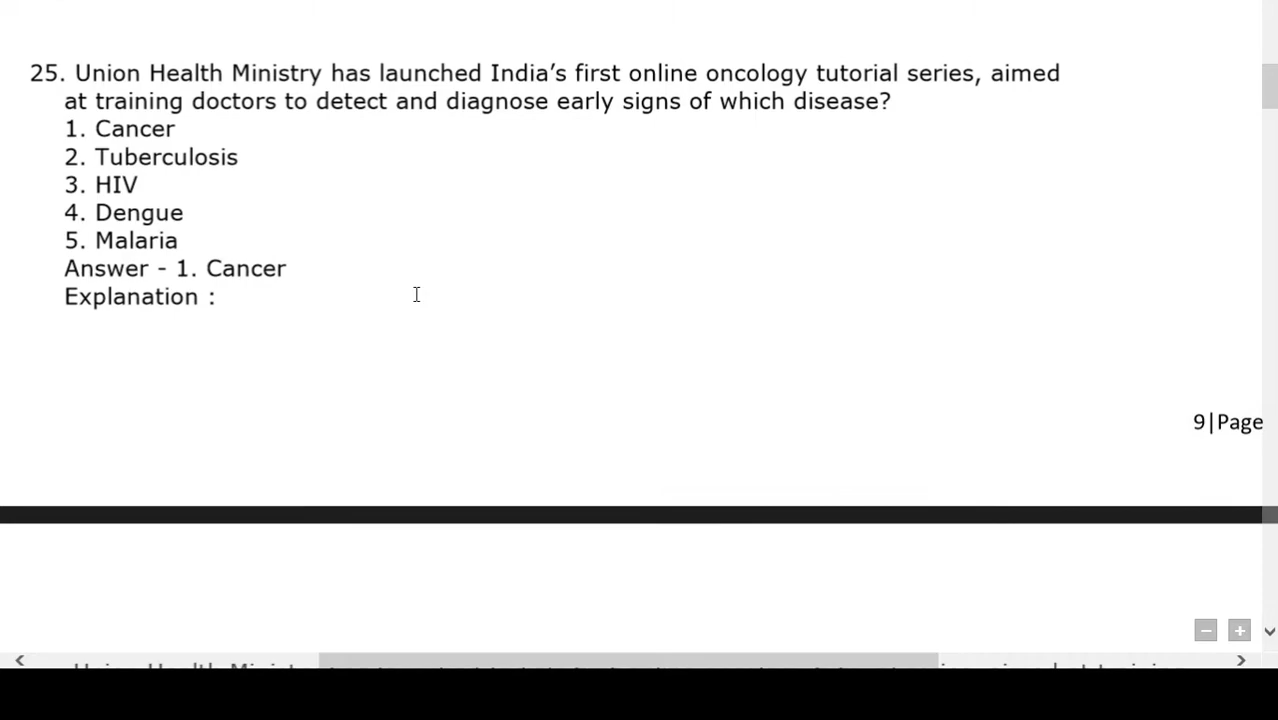 25. Union Health Ministry has launched India’s first online oncology tutorial series, aimed
at training doctors to detect and diagnose early signs of which disease?
1. Cancer
2. Tuberculosis
3. HIV
4. Dengue
5. Malaria
Answer - 1. Cancer
Explanation :
9|Page